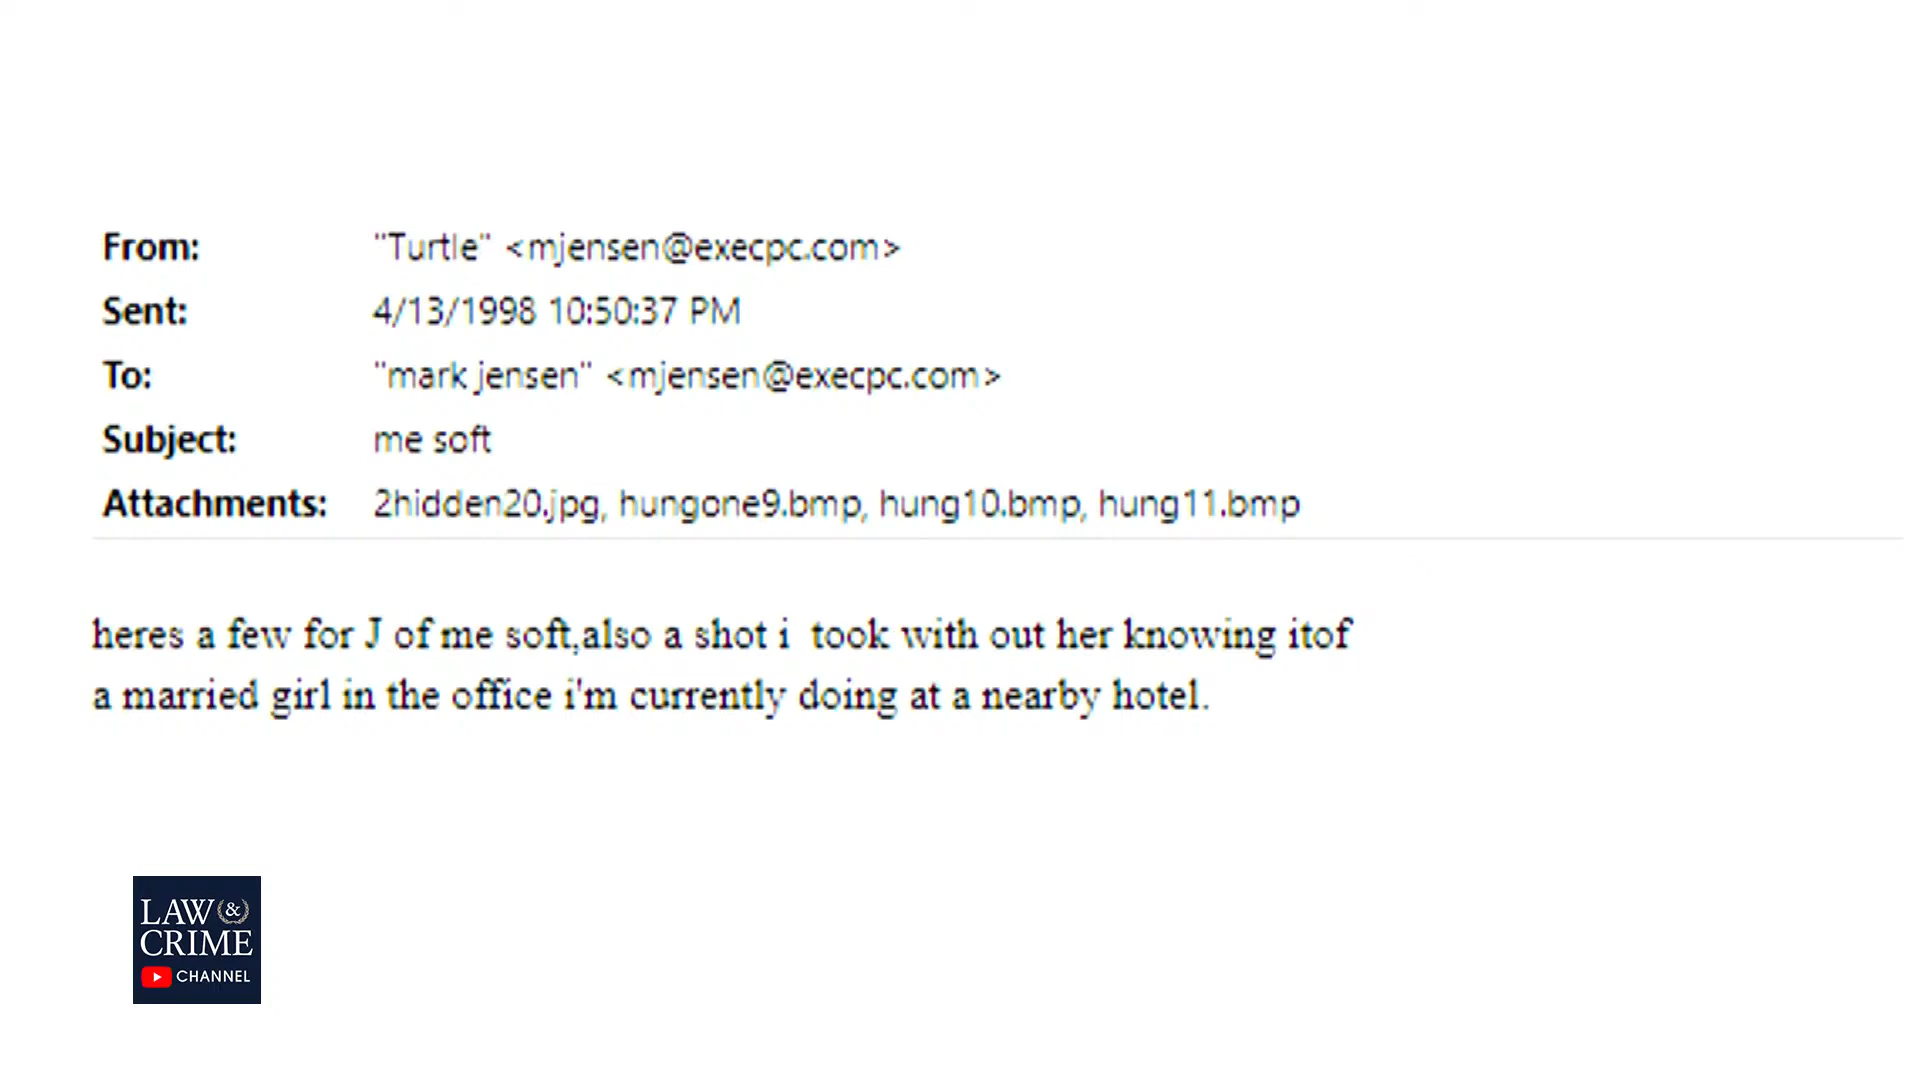 From: "Turtle" <mjensen@execpc.com>
Sent: 4/13/1998 10:50:37 PM
To: "mark jensen" <mjensen@execpc.com>
Subject: me soft
Attachments: 2hidden20.jpg, hungone9.bmp, hung10.bmp, hung11.bmp
heres a few for J of me soft,also a shot i  took with out her knowing itof
a married girl in the office i'm currently doing at a nearby hotel.
LAW &
CRIME
CHANNEL